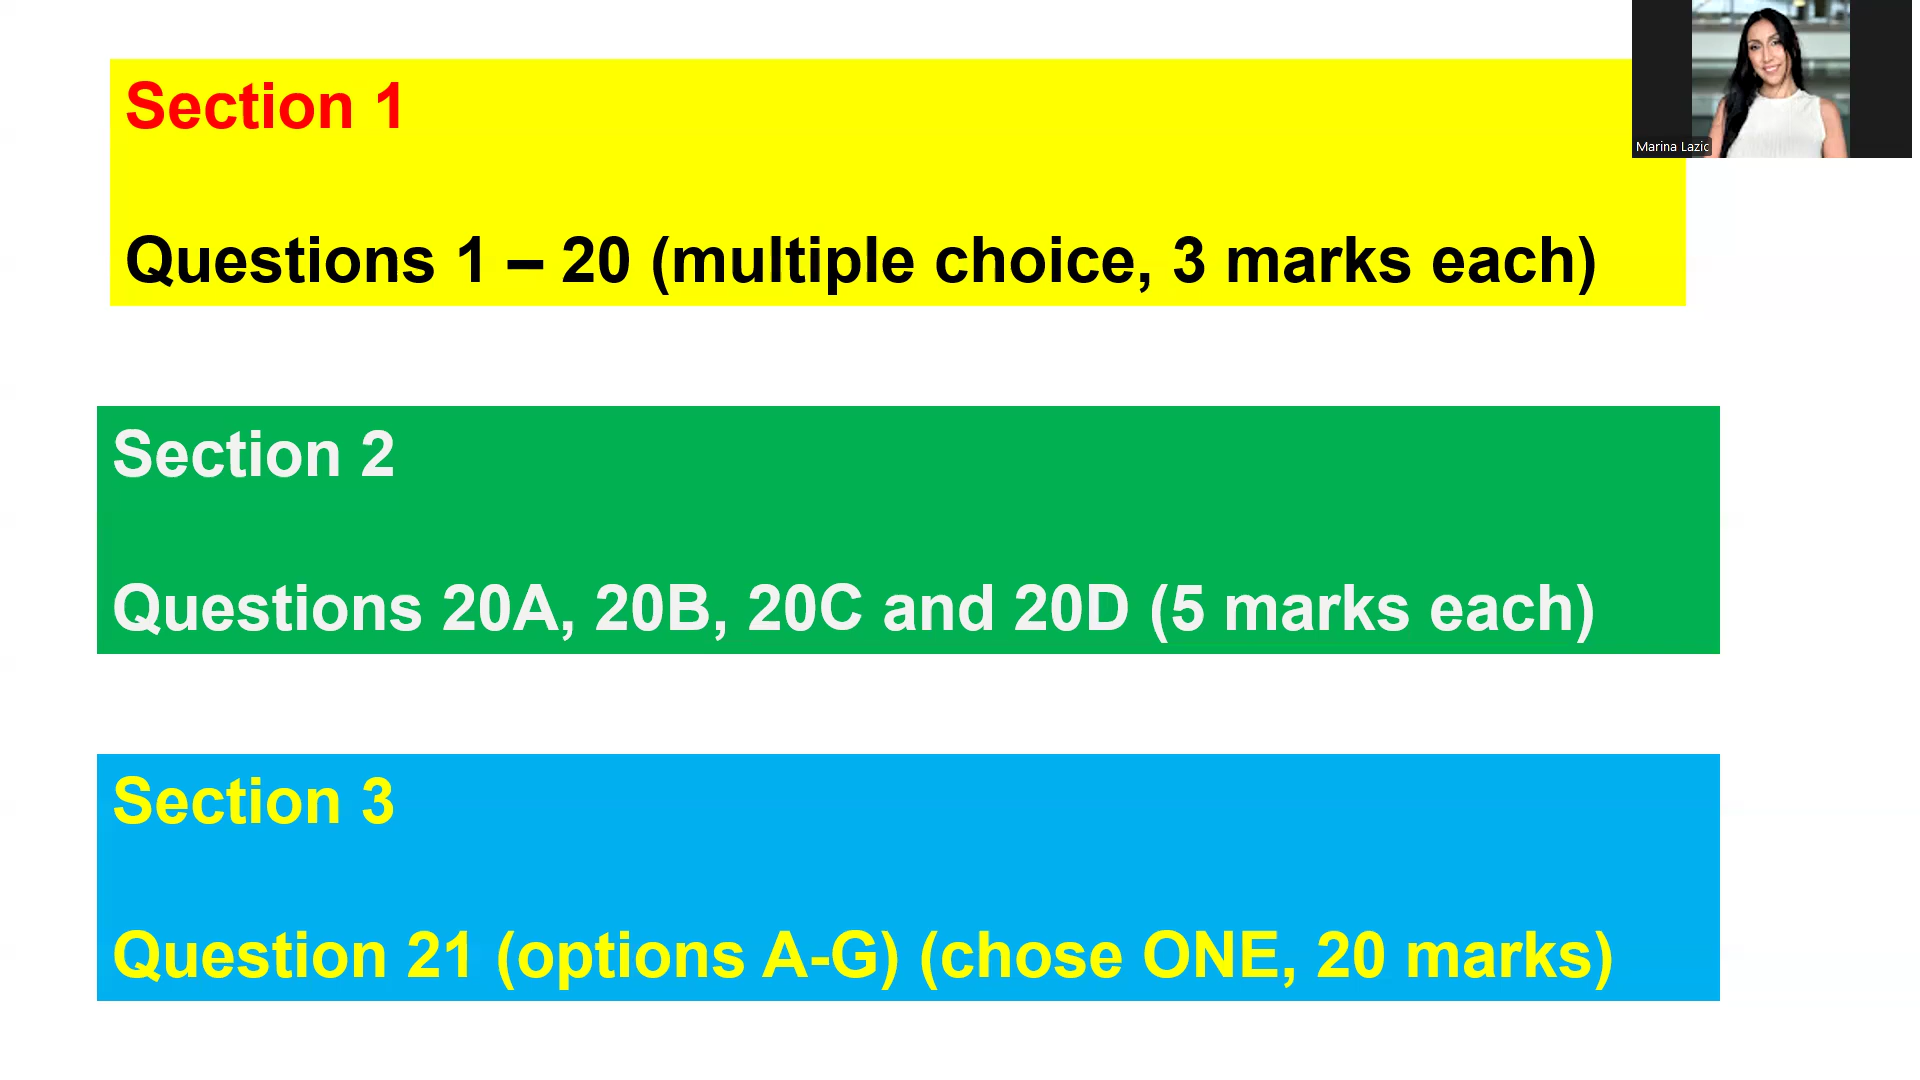 Section 1
Questions 1 – 20 (multiple choice, 3 marks each)
Marina Lazic
Section 2
Questions 20A, 20B, 20C and 20D (5 marks each)
Section 3
Question 21 (options A-G) (chose ONE, 20 marks)